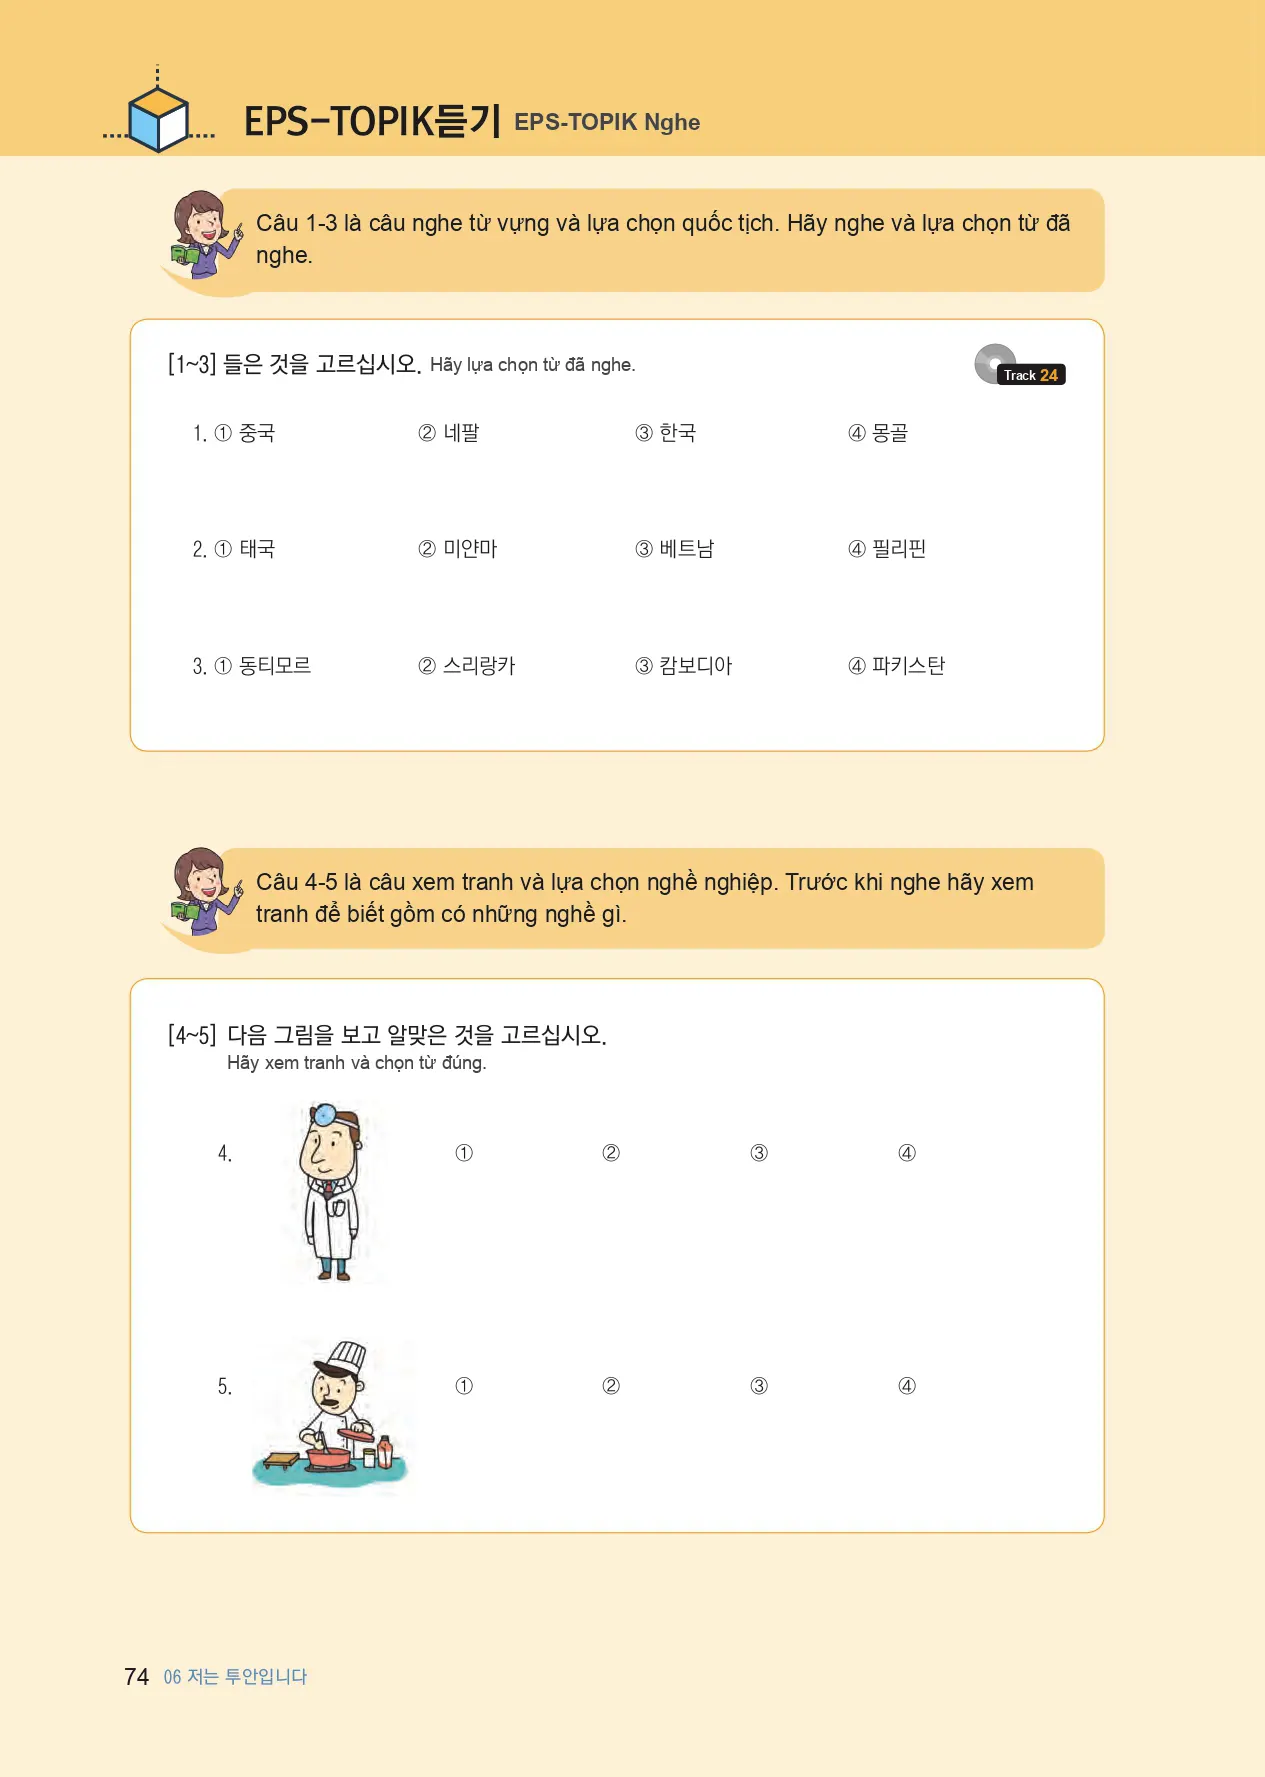 EPS-TOPIK듣기 EPS-TOPIK Nghe
Câu 1-3 là câu nghe từ vựng và lựa chọn quốc tịch. Hãy nghe và lựa chọn từ đã
nghe.
[1~3] 들은 것을 고르십시오. Hãy lựa chọn từ đã nghe.
Track 24
1. ① 중국 ② 네팔 ③ 한국 ④ 몽골
2. ① 태국 ② 미얀마 ③ 베트남 ④ 필리핀
3. ① 동티모르 ② 스리랑카 ③ 캄보디아 ④ 파키스탄
Câu 4-5 là câu xem tranh và lựa chọn nghề nghiệp. Trước khi nghe hãy xem
tranh để biết gồm có những nghề gì.
[4~5] 다음 그림을 보고 알맞은 것을 고르십시오.
Hãy xem tranh và chọn từ đúng.
4. ① ② ③ ④
5. ① ② ③ ④
74 06 저는 투안입니다